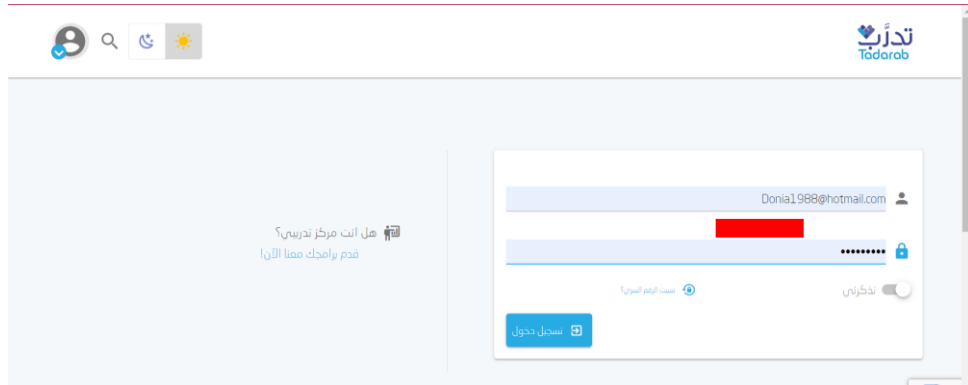 تدرَّب
Tadarab
Donia1988@hotmail.com
•••••••••
تذكرني
نسيت الرقم السري؟
تسجيل دخول
هل انت مركز تدريبي؟
قدم برامجك معنا الآن!